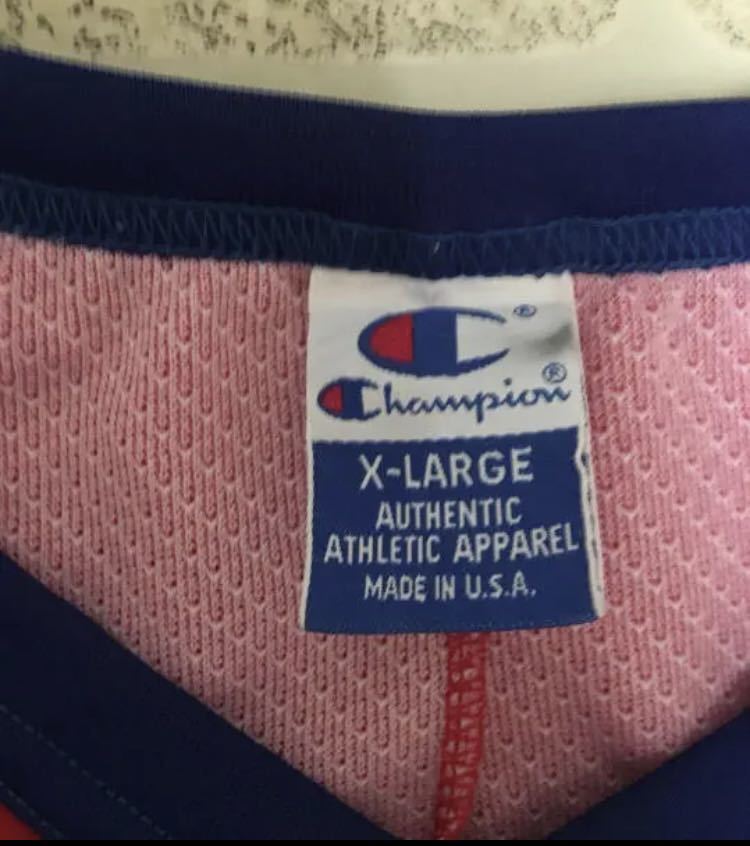 ®
Champion®
X-LARGE
AUTHENTIC
ATHLETIC APPAREL
MADE IN U.S.A.